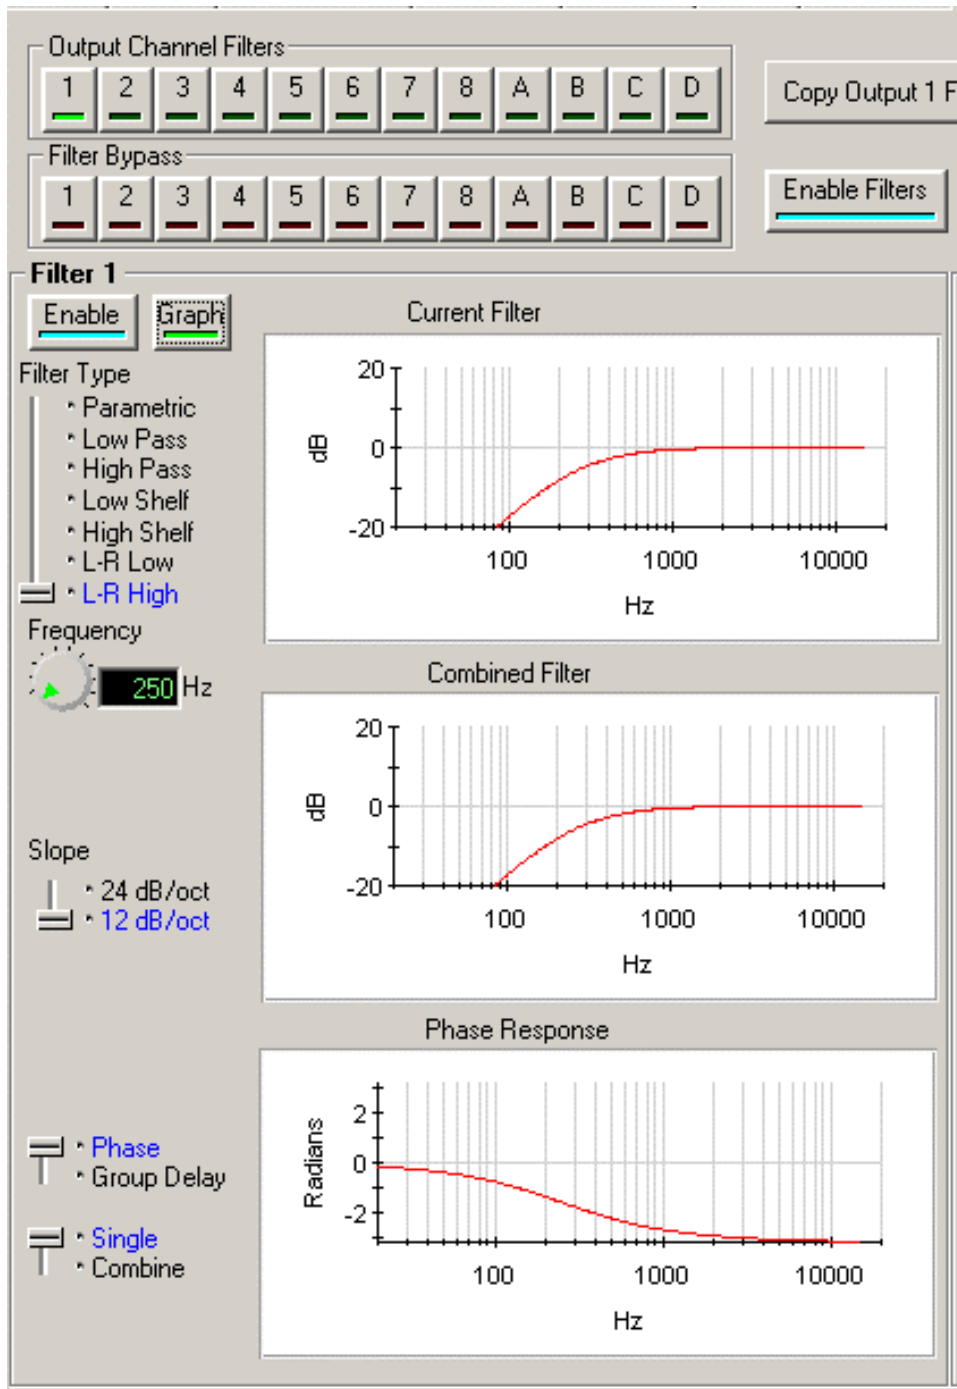 Output Channel Filters
1 2 3 4 5 6 7 8 A B C D
Copy Output 1 F
Filter Bypass
1 2 3 4 5 6 7 8 A B C D
Enable Filters
Filter 1
Enable Graph
Filter Type
Parametric
Low Pass
High Pass
Low Shelf
High Shelf
L-R Low
L-R High
Frequency
250 Hz
Slope
24 dB/oct
12 dB/oct
Phase
Group Delay
Single
Combine
Current Filter
20
0
-20
dB
100 1000 10000
Hz
Combined Filter
20
0
-20
dB
100 1000 10000
Hz
Phase Response
2
0
-2
Radians
100 1000 10000
Hz